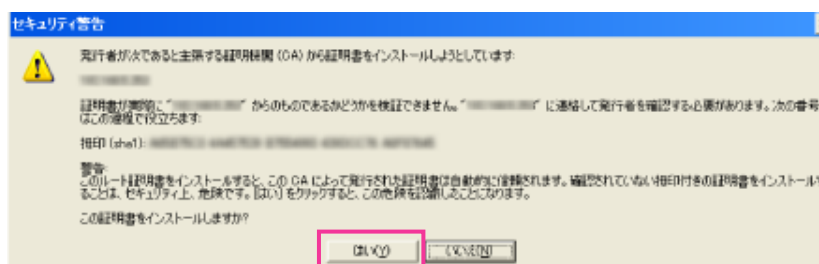 セキュリティ警告
発行者が次であると主張する証明機関 (CA) から証明書をインストールしようとしています:
証明書が実際に " " からのものであるかどうかを検証できません。" " に連絡して発行者を確認する必要があります。次の番号
はこの過程で役立ちます:
拇印 (sha1):
警告:
このルート証明書をインストールすると、この CA によって発行された証明書は自動的に信頼されます。確認されていない拇印付きの証明書をインストールす
ることは、セキュリティ上、危険です。[はい] をクリックすると、この危険を認識したことになります。
この証明書をインストールしますか?
はい(Y) いいえ(N)